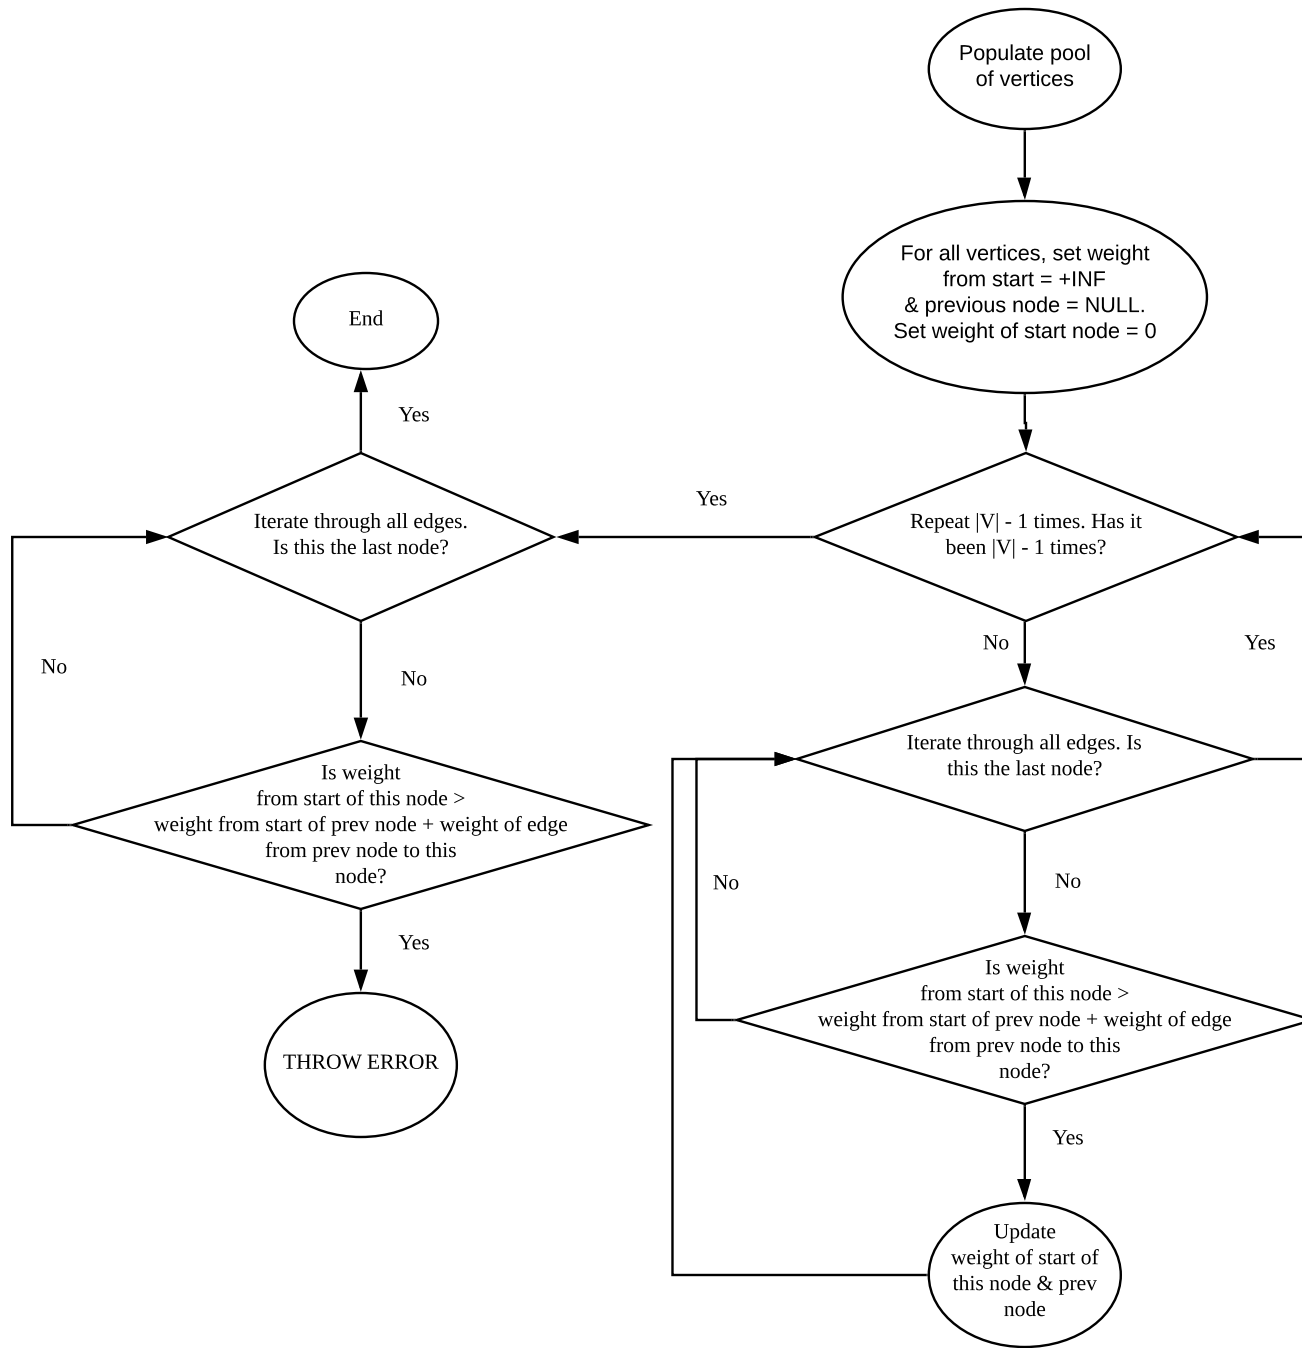 Populate pool
of vertices
For all vertices, set weight
from start = +INF
& previous node = NULL.
Set weight of start node = 0
End
Yes
Iterate through all edges.
Is this the last node?
Yes
Repeat |V| - 1 times. Has it
been |V| - 1 times?
No
No
No
Yes
Iterate through all edges. Is
this the last node?
Is weight
from start of this node >
weight from start of prev node + weight of edge
from prev node to this
node?
No
No
Yes
THROW ERROR
Is weight
from start of this node >
weight from start of prev node + weight of edge
from prev node to this
node?
Yes
Update
weight of start of
this node & prev
node